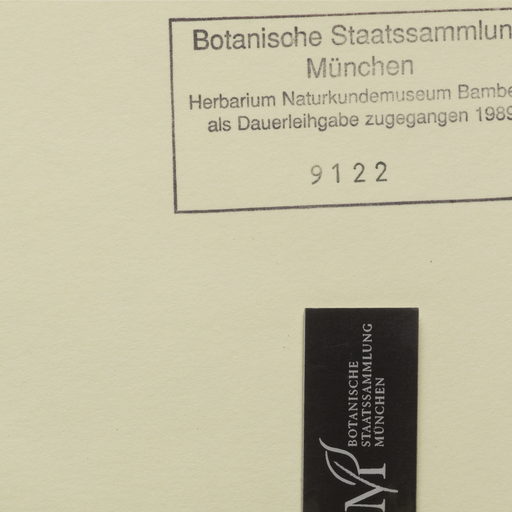 Botanische Staatssammlun
München
Herbarium Naturkundemuseum Bambe
als Dauerleihgabe zugegangen 1989
9122
BOTANISCHE
STAATSSAMMLUNG
MÜNCHEN
M